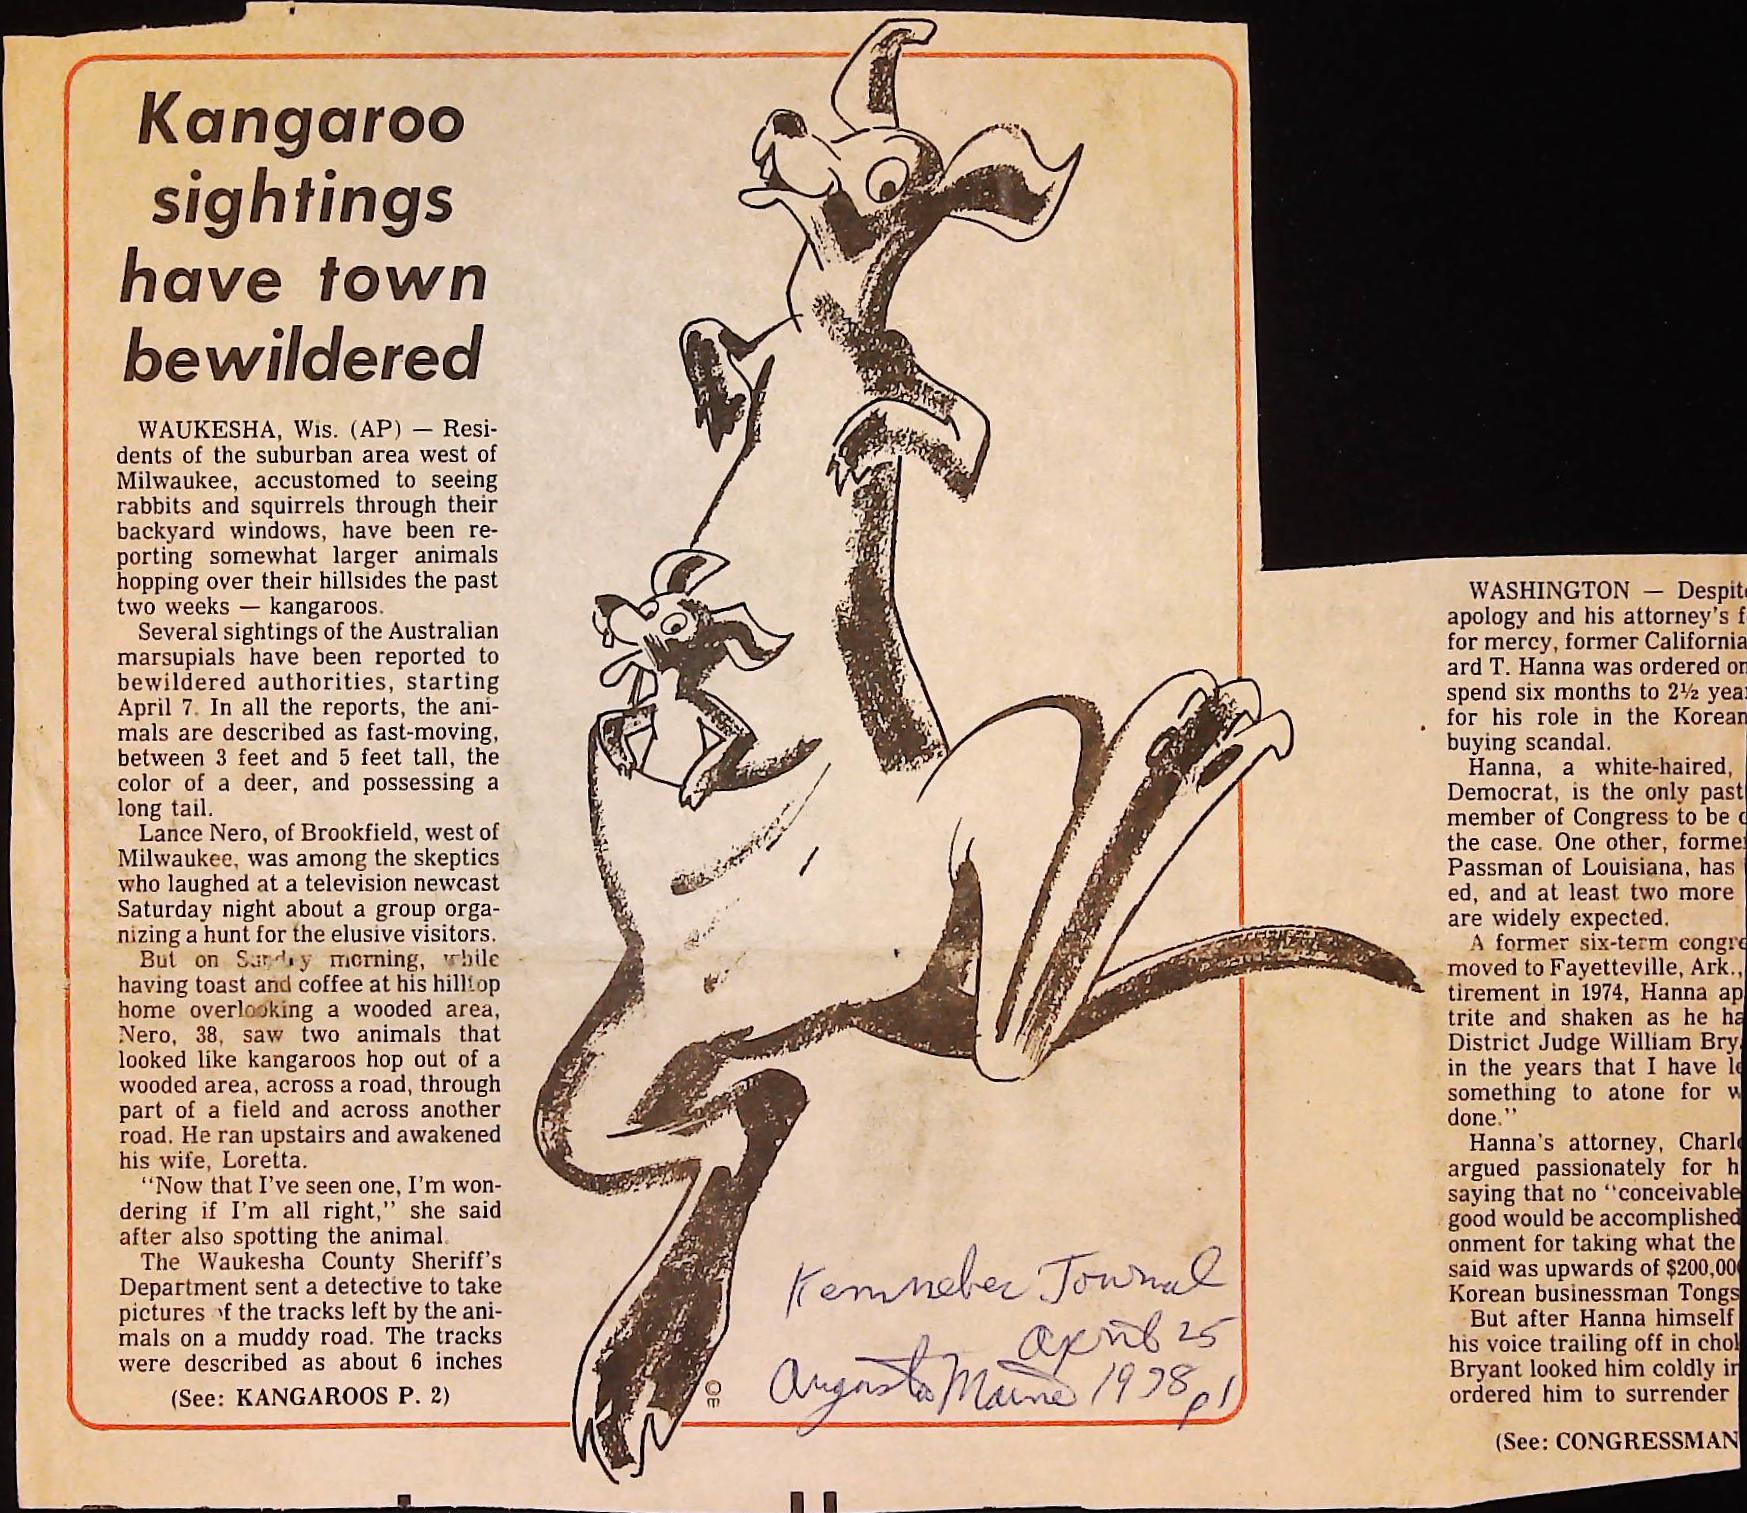 Kangaroo
sightings
have town
bewildered
WAUKESHA, Wis. (AP) — Resi-
dents of the suburban area west of
Milwaukee, accustomed to seeing
rabbits and squirrels through their
backyard windows, have been re-
porting somewhat larger animals
hopping over their hillsides the past
two weeks — kangaroos.
Several sightings of the Australian
marsupials have been reported to
bewildered authorities, starting
April 7. In all the reports, the ani-
mals are described as fast-moving,
between 3 feet and 5 feet tall, the
color of a deer, and possessing a
long tail.
Lance Nero, of Brookfield, west of
Milwaukee, was among the skeptics
who laughed at a television newcast
Saturday night about a group orga-
nizing a hunt for the elusive visitors.
But on Sunday morning, while
having toast and coffee at his hilltop
home overlooking a wooded area,
Nero, 38, saw two animals that
looked like kangaroos hop out of a
wooded area, across a road, through
part of a field and across another
road. He ran upstairs and awakened
his wife, Loretta.
"Now that I've seen one, I'm won-
dering if I'm all right," she said
after also spotting the animal.
The Waukesha County Sheriff's
Department sent a detective to take
pictures of the tracks left by the ani-
mals on a muddy road. The tracks
were described as about 6 inches
(See: KANGAROOS P. 2)
Kennebec Journal
April 25
Augusta Maine 1978 p1
WASHINGTON — Despite
apology and his attorney's f
for mercy, former California
ard T. Hanna was ordered on
spend six months to 2½ year
for his role in the Korean
buying scandal.
Hanna, a white-haired,
Democrat, is the only past
member of Congress to be c
the case. One other, former
Passman of Louisiana, has
ed, and at least two more
are widely expected.
A former six-term congre
moved to Fayetteville, Ark.,
tirement in 1974, Hanna ap
trite and shaken as he ha
District Judge William Bry
in the years that I have le
something to atone for w
done."
Hanna's attorney, Charle
argued passionately for h
saying that no "conceivable
good would be accomplished
onment for taking what the
said was upwards of $200,00
Korean businessman Tongs
But after Hanna himself
his voice trailing off in chok
Bryant looked him coldly in
ordered him to surrender
(See: CONGRESSMAN